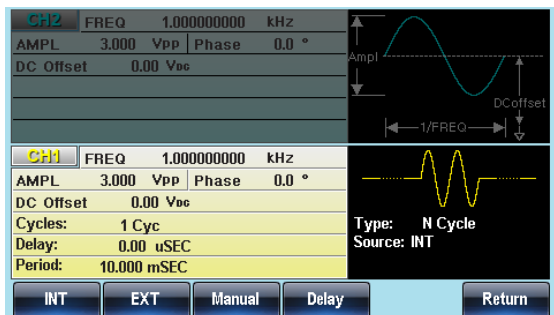 CH2 FREQ 1.000000000 kHz
AMPL 3.000 Vpp Phase 0.0 °
DC Offset 0.00 VDC
Ampl
DCoffset
1/FREQ
CH1 FREQ 1.000000000 kHz
AMPL 3.000 Vpp Phase 0.0 °
DC Offset 0.00 VDC
Cycles: 1 Cyc
Delay: 0.00 uSEC
Period: 10.000 mSEC
Type: N Cycle
Source: INT
INT EXT Manual Delay Return